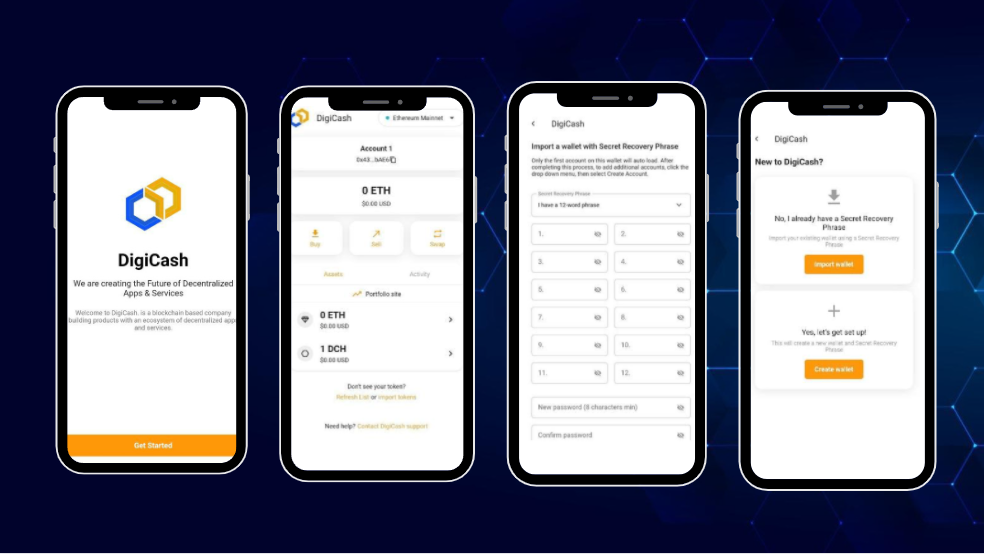 DigiCash
We are creating the Future of Decentralized
Apps & Services
Welcome to DigiCash. is a blockchain based company
building products with an ecosystem of decentralized apps
and services.
Get Started
DigiCash
Ethereum Mainnet
Account 1
0x43...bAE6
0 ETH
$0.00 USD
Buy
Sell
Swap
Assets
Activity
Portfolio site
0 ETH
$0.00 USD
1 DCH
$0.00 USD
Don't see your token?
Refresh List or import tokens
Need help? Contact DigiCash support
DigiCash
Import a wallet with Secret Recovery Phrase
Only the first account on this wallet will auto load. After
completing this process, to add additional accounts, click the
drop down menu, then select Create Account.
Secret Recovery Phrase
I have a 12-word phrase
1.
2.
3.
4.
5.
6.
7.
8.
9.
10.
11.
12.
New password (8 characters min)
Confirm password
DigiCash
New to DigiCash?
No, I already have a Secret Recovery
Phrase
Import your existing wallet using a Secret Recovery
Phrase
Import wallet
Yes, let's get set up!
This will create a new wallet and Secret Recovery
Phrase
Create wallet